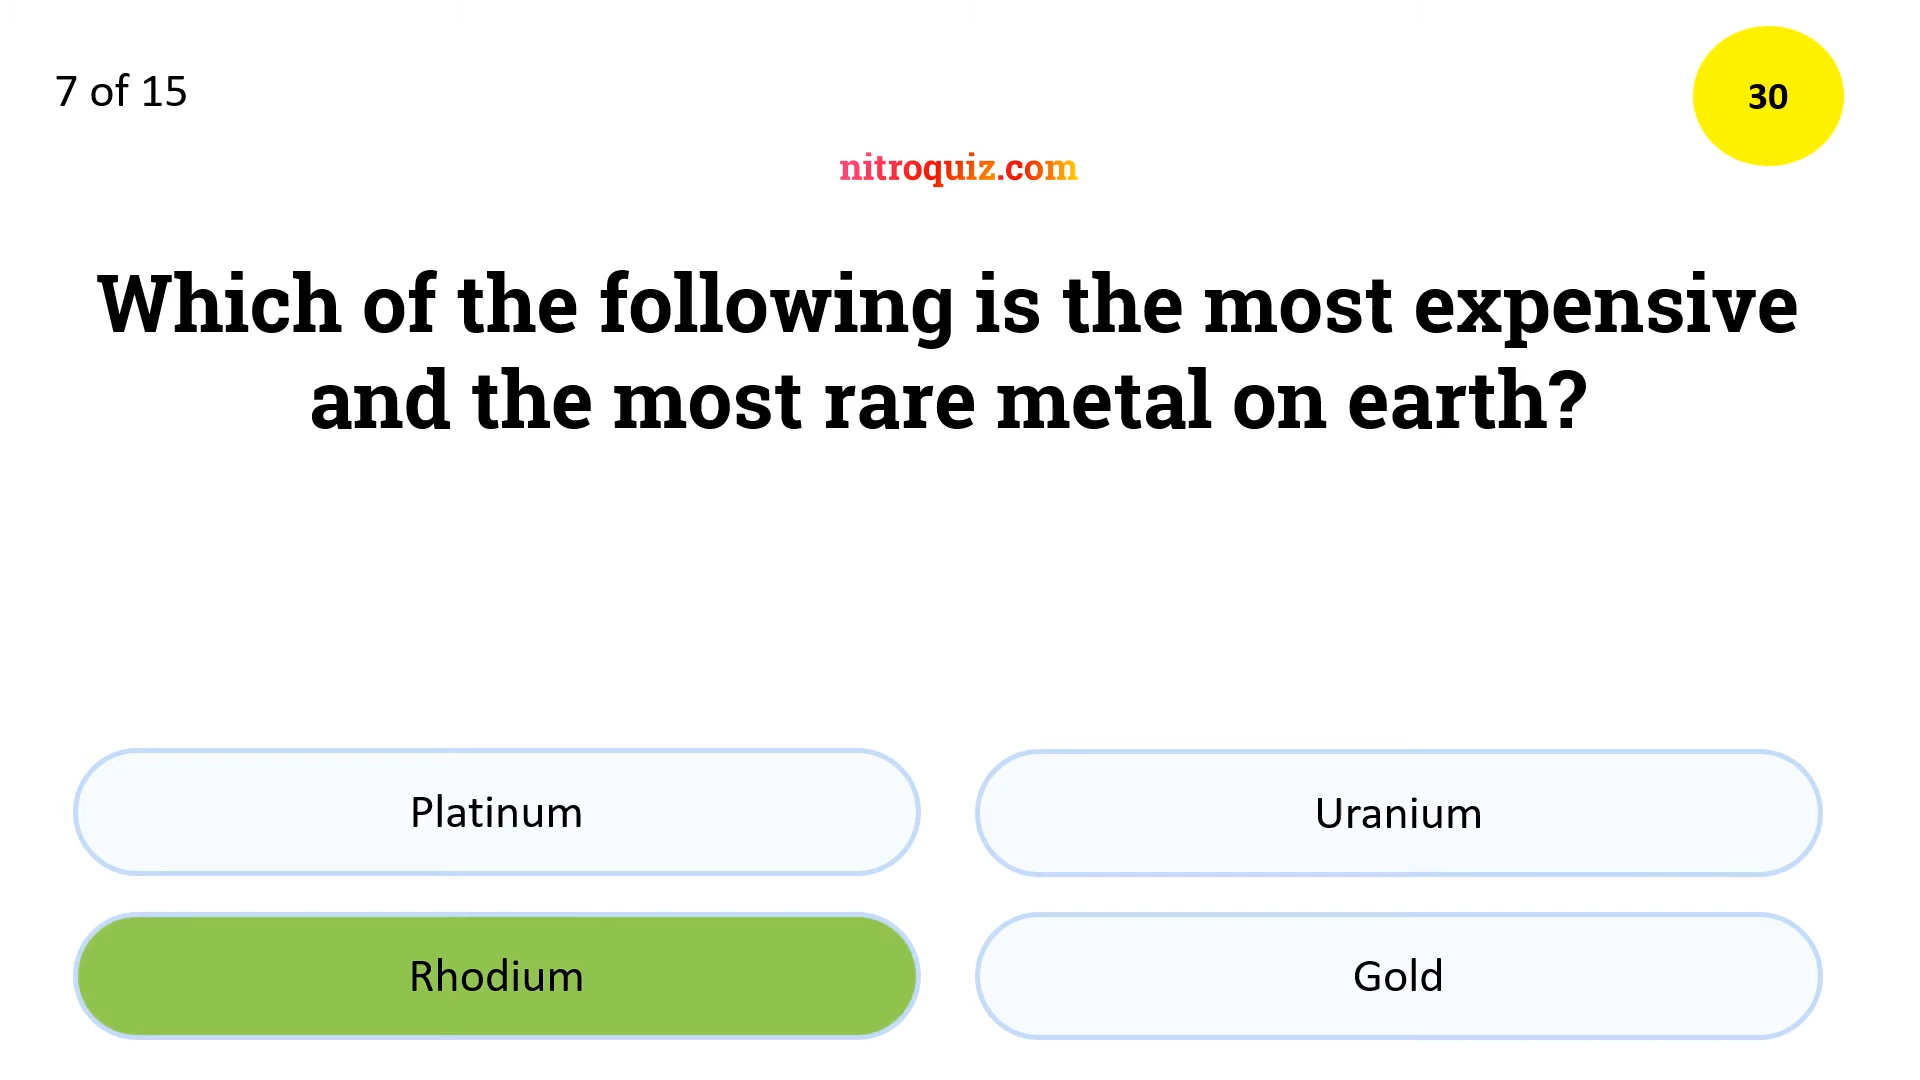 7 of 15
30
nitroquiz.com
Which of the following is the most expensive
and the most rare metal on earth?
Platinum
Uranium
Rhodium
Gold